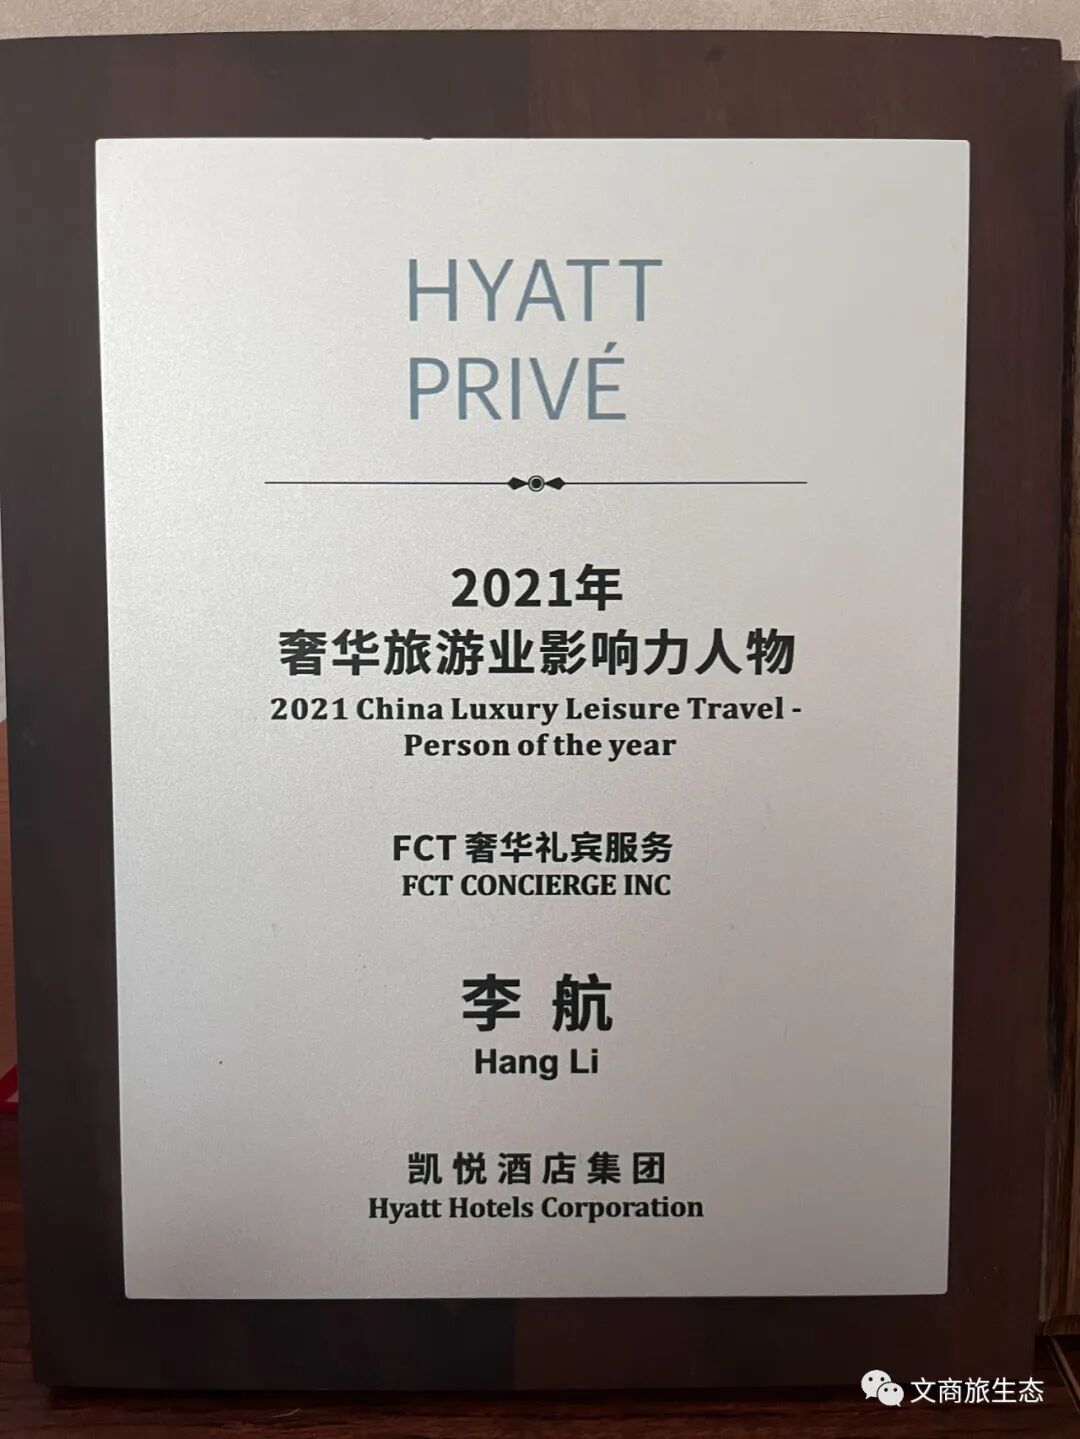 HYATT
PRIVÉ
2021年
奢华旅游业影响力人物
2021 China Luxury Leisure Travel -
Person of the year
FCT 奢华礼宾服务
FCT CONCIERGE INC
李 航
Hang Li
凯悦酒店集团
Hyatt Hotels Corporation
文商旅生态